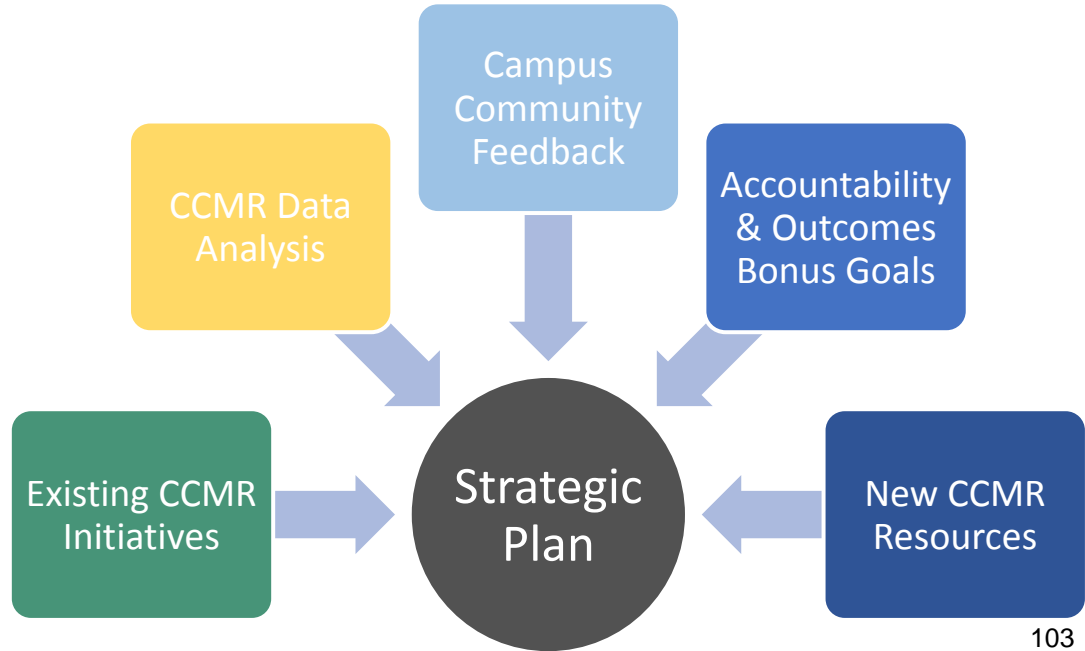 Campus
Community
Feedback
CCMR Data
Analysis
Accountability
& Outcomes
Bonus Goals
Existing CCMR
Initiatives
Strategic
Plan
New CCMR
Resources
103